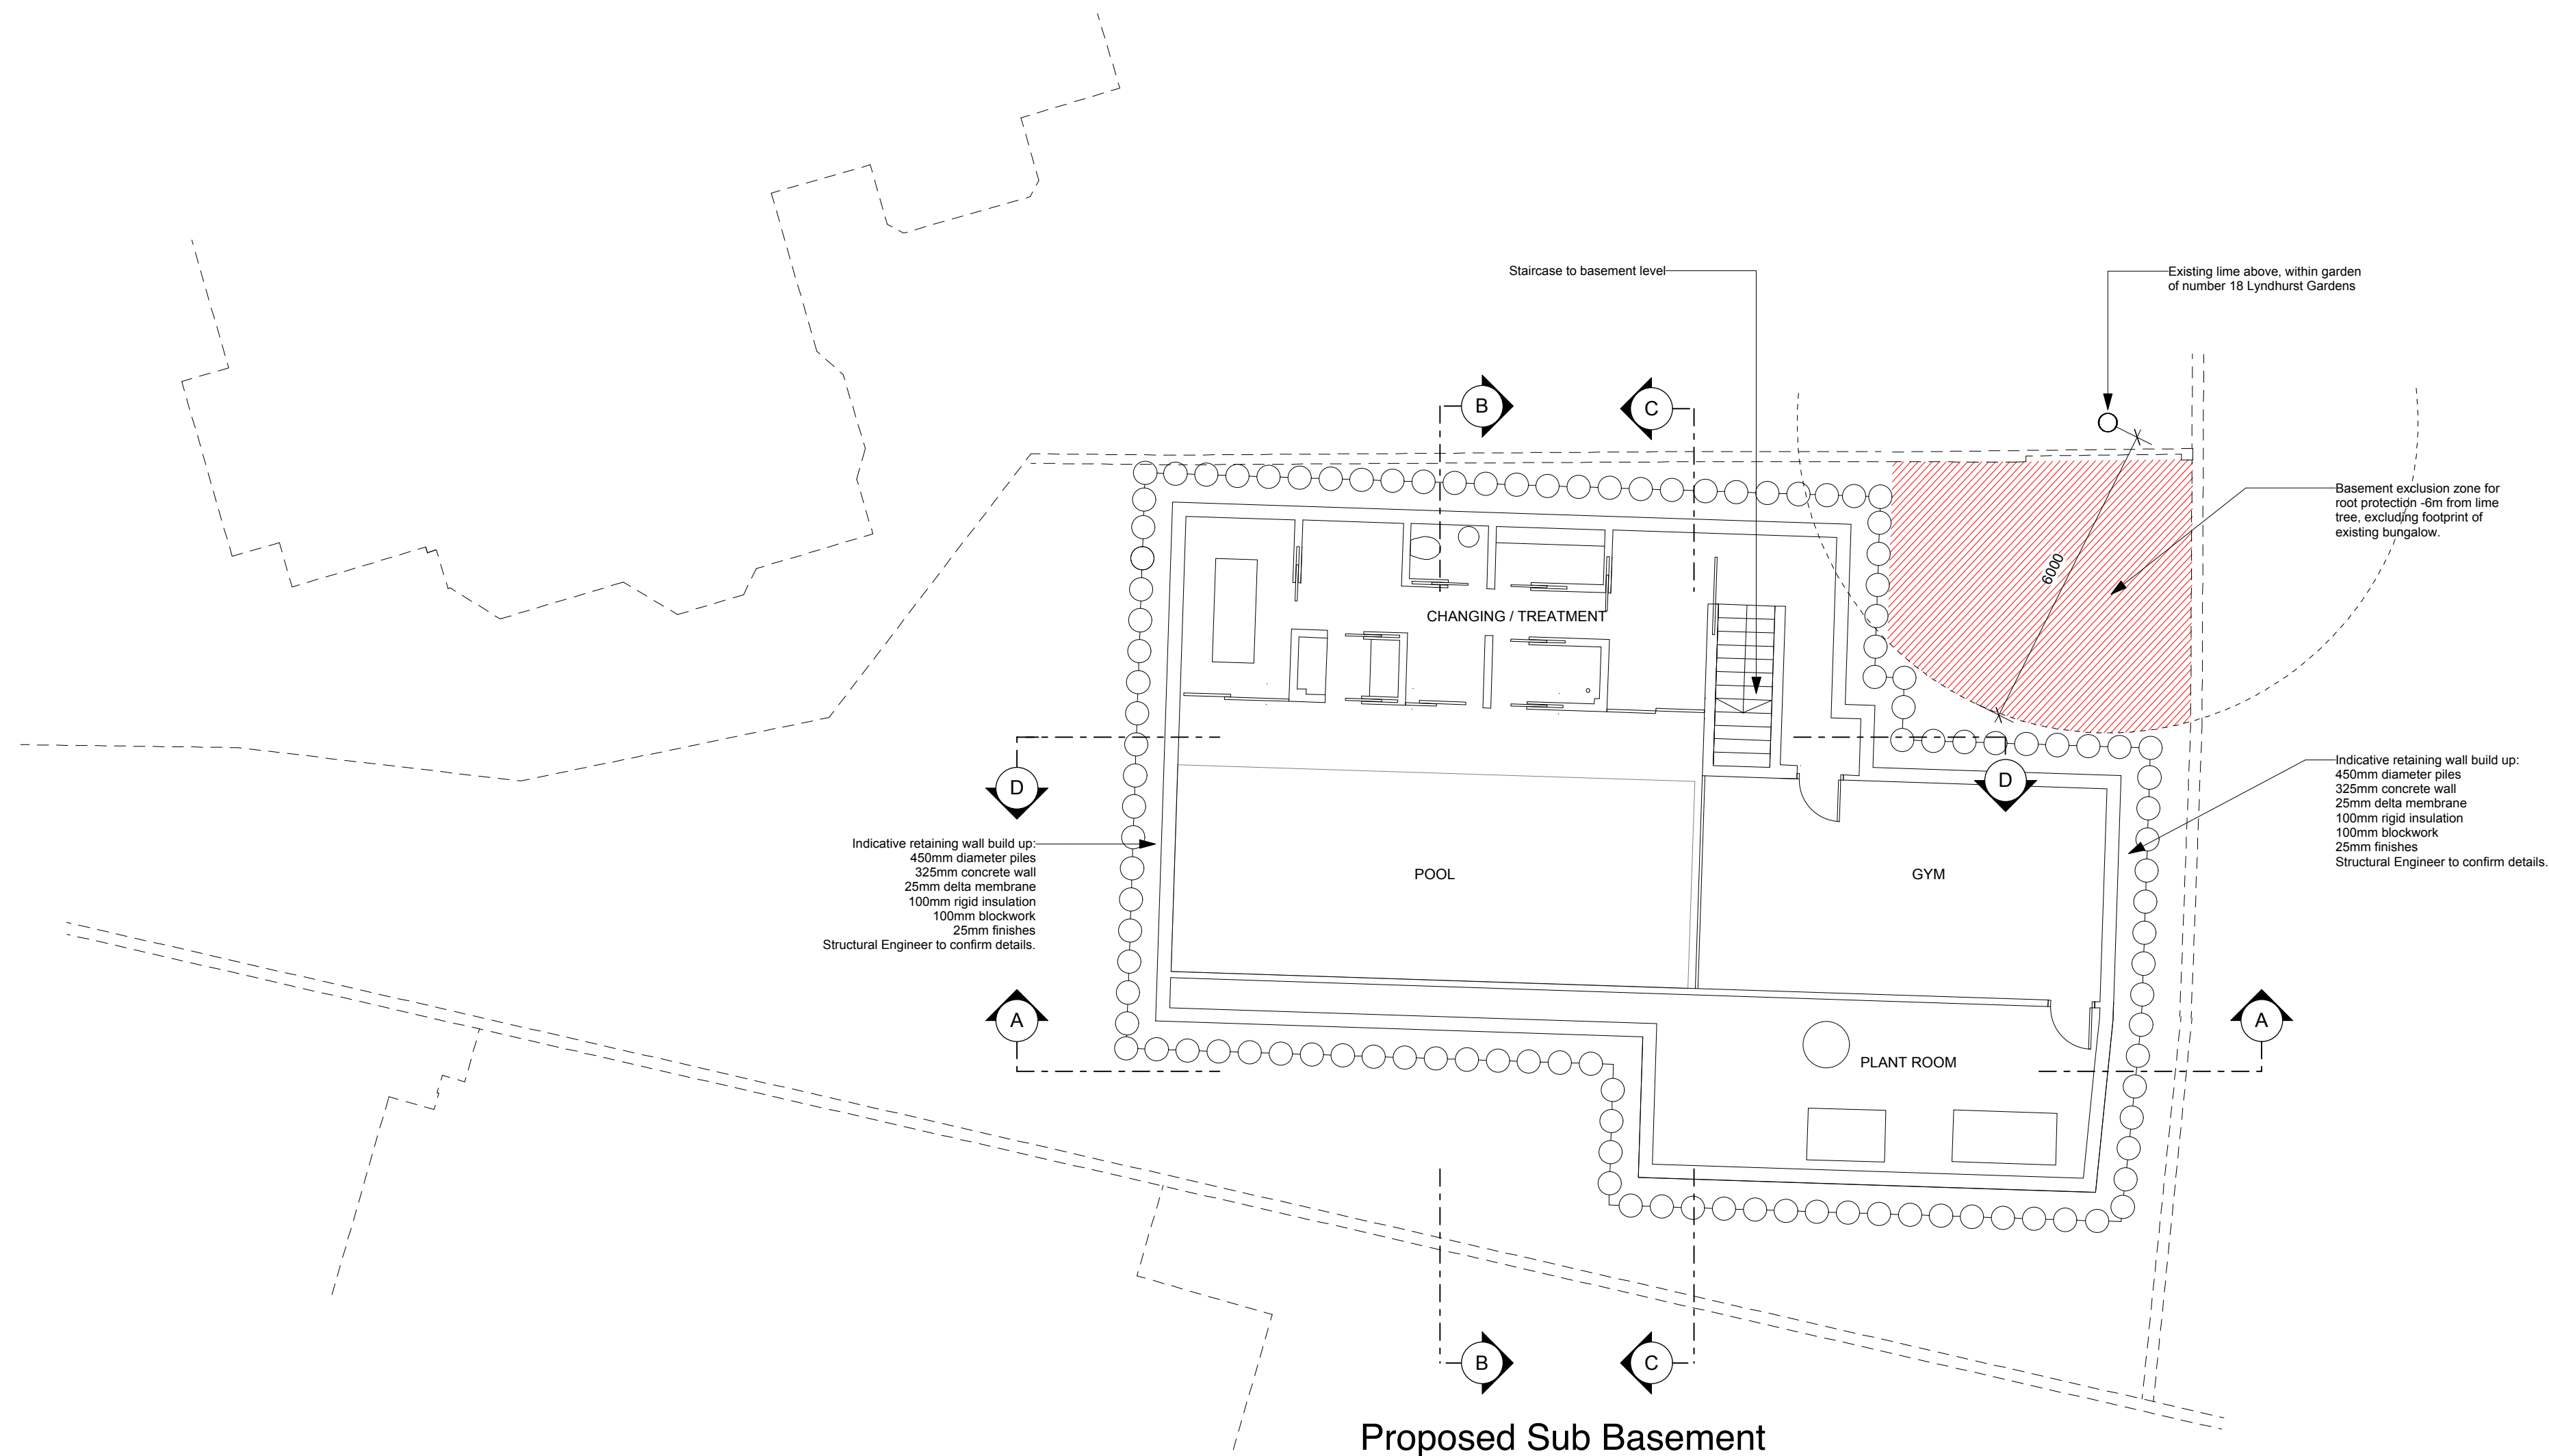 Staircase to basement level
Existing lime above, within garden
of number 18 Lyndhurst Gardens
B
C
Basement exclusion zone for
root protection -6m from lime
tree, excluding footprint of
existing bungalow.
6000
CHANGING / TREATMENT
D
D
Indicative retaining wall build up:
450mm diameter piles
325mm concrete wall
25mm delta membrane
100mm rigid insulation
100mm blockwork
25mm finishes
Structural Engineer to confirm details.
Indicative retaining wall build up:
450mm diameter piles
325mm concrete wall
25mm delta membrane
100mm rigid insulation
100mm blockwork
25mm finishes
Structural Engineer to confirm details.
POOL
GYM
A
A
PLANT ROOM
B
C
Proposed Sub Basement